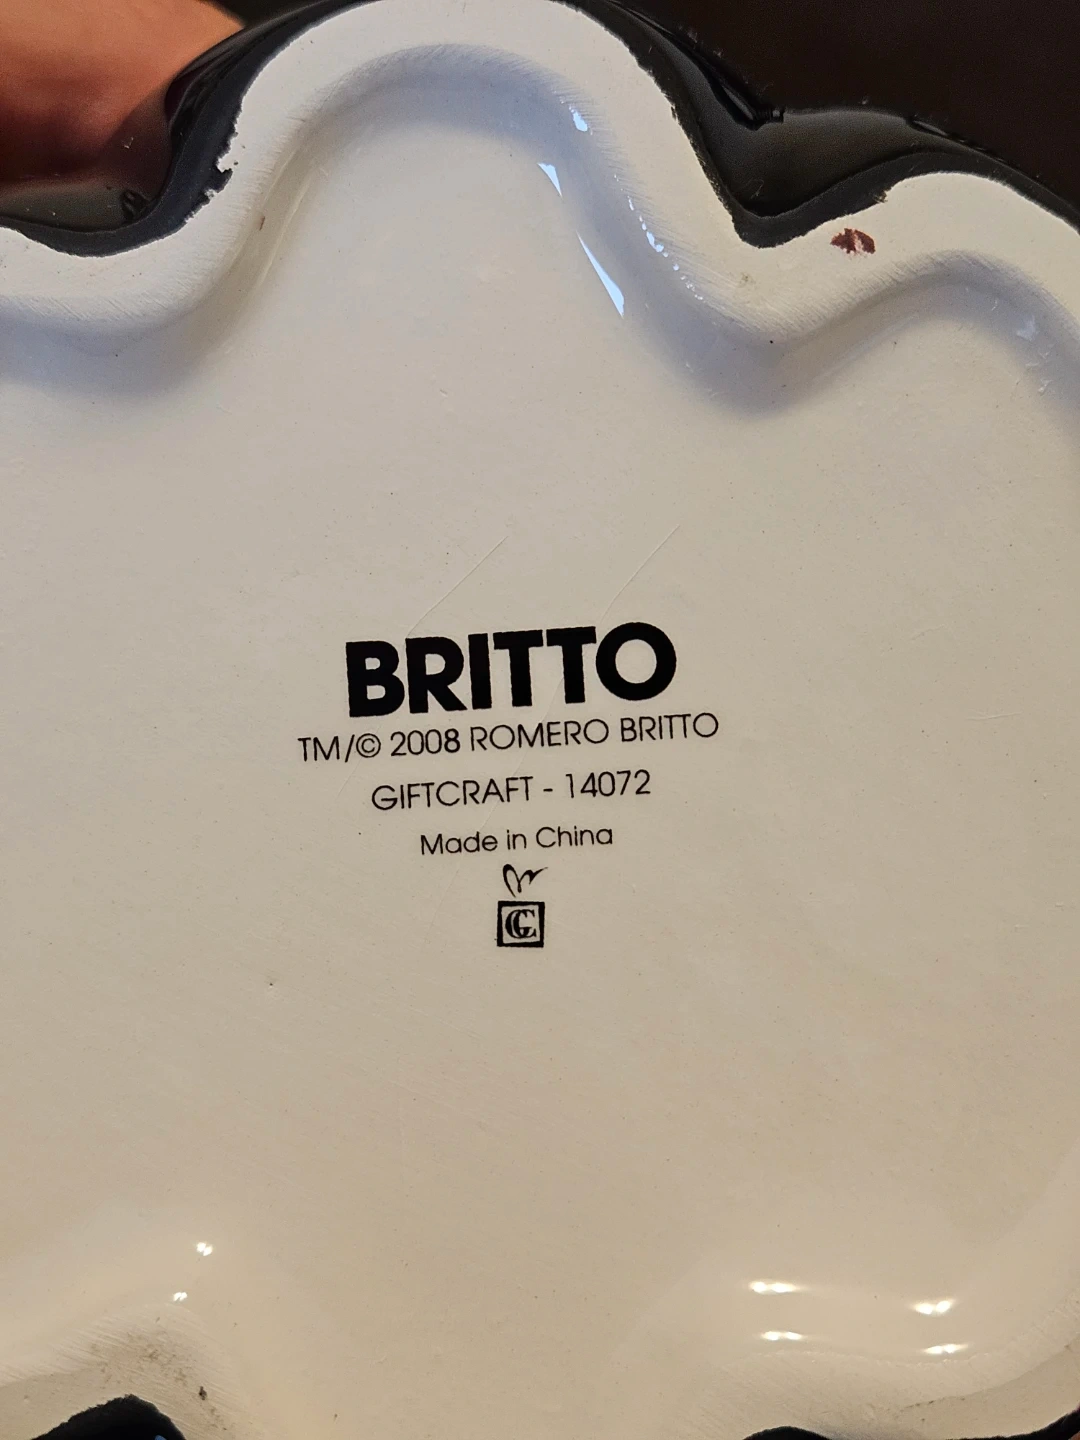 BRITTO
TM/© 2008 ROMERO BRITTO
GIFTCRAFT - 14072
Made in China